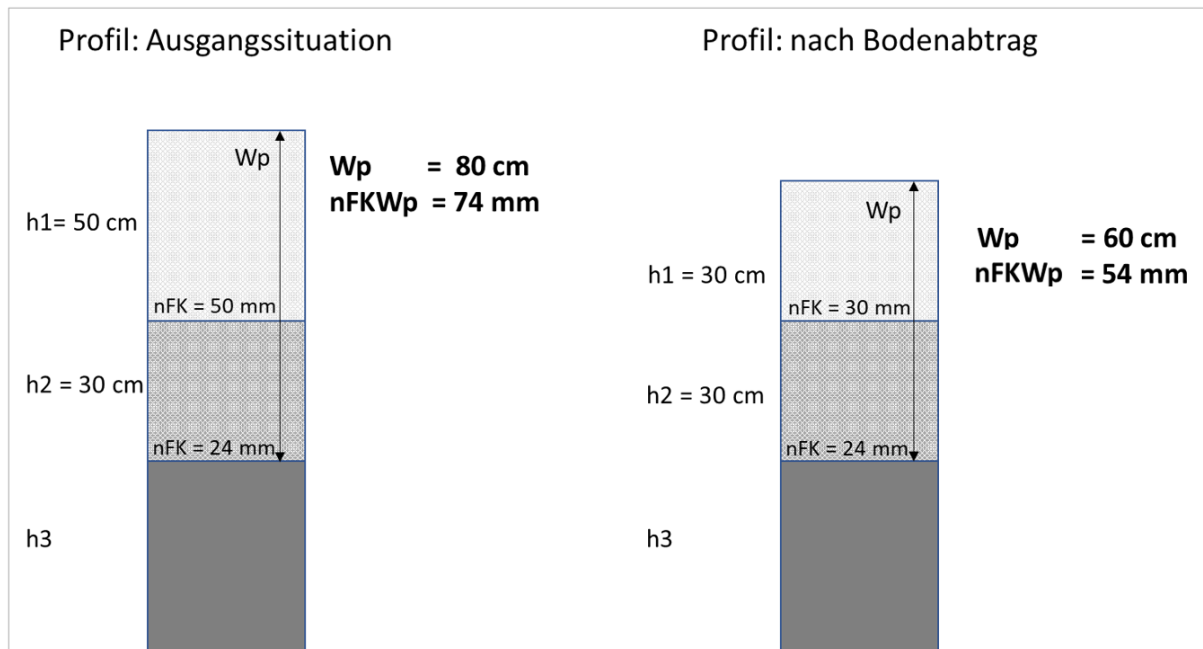 Profil: Ausgangssituation
Wp
Wp = 80 cm
nFKWp = 74 mm
h1= 50 cm
nFK = 50 mm
h2 = 30 cm
nFK = 24 mm
h3
Profil: nach Bodenabtrag
Wp
Wp = 60 cm
nFKWp = 54 mm
h1 = 30 cm
nFK = 30 mm
h2 = 30 cm
nFK = 24 mm
h3